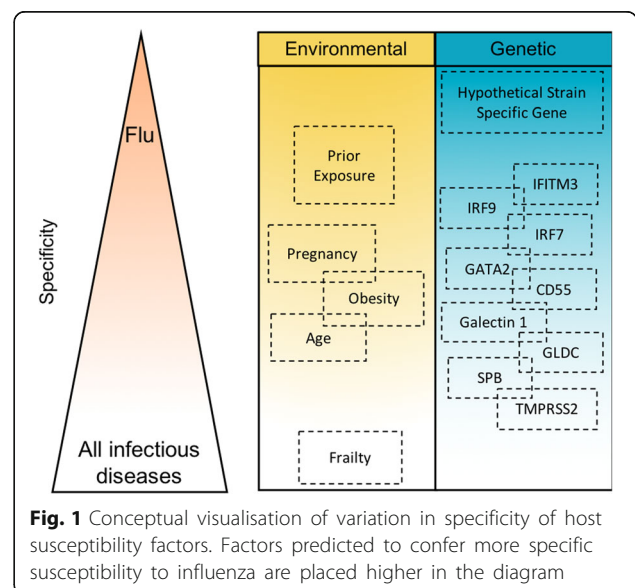 Environmental
Genetic
Flu
Specificity
All infectious
diseases
Prior
Exposure
Pregnancy
Obesity
Age
Frailty
Hypothetical Strain
Specific Gene
IFITM3
IRF9
IRF7
GATA2
CD55
Galectin 1
GLDC
SPB
TMPRSS2
Fig. 1 Conceptual visualisation of variation in specificity of host
susceptibility factors. Factors predicted to confer more specific
susceptibility to influenza are placed higher in the diagram